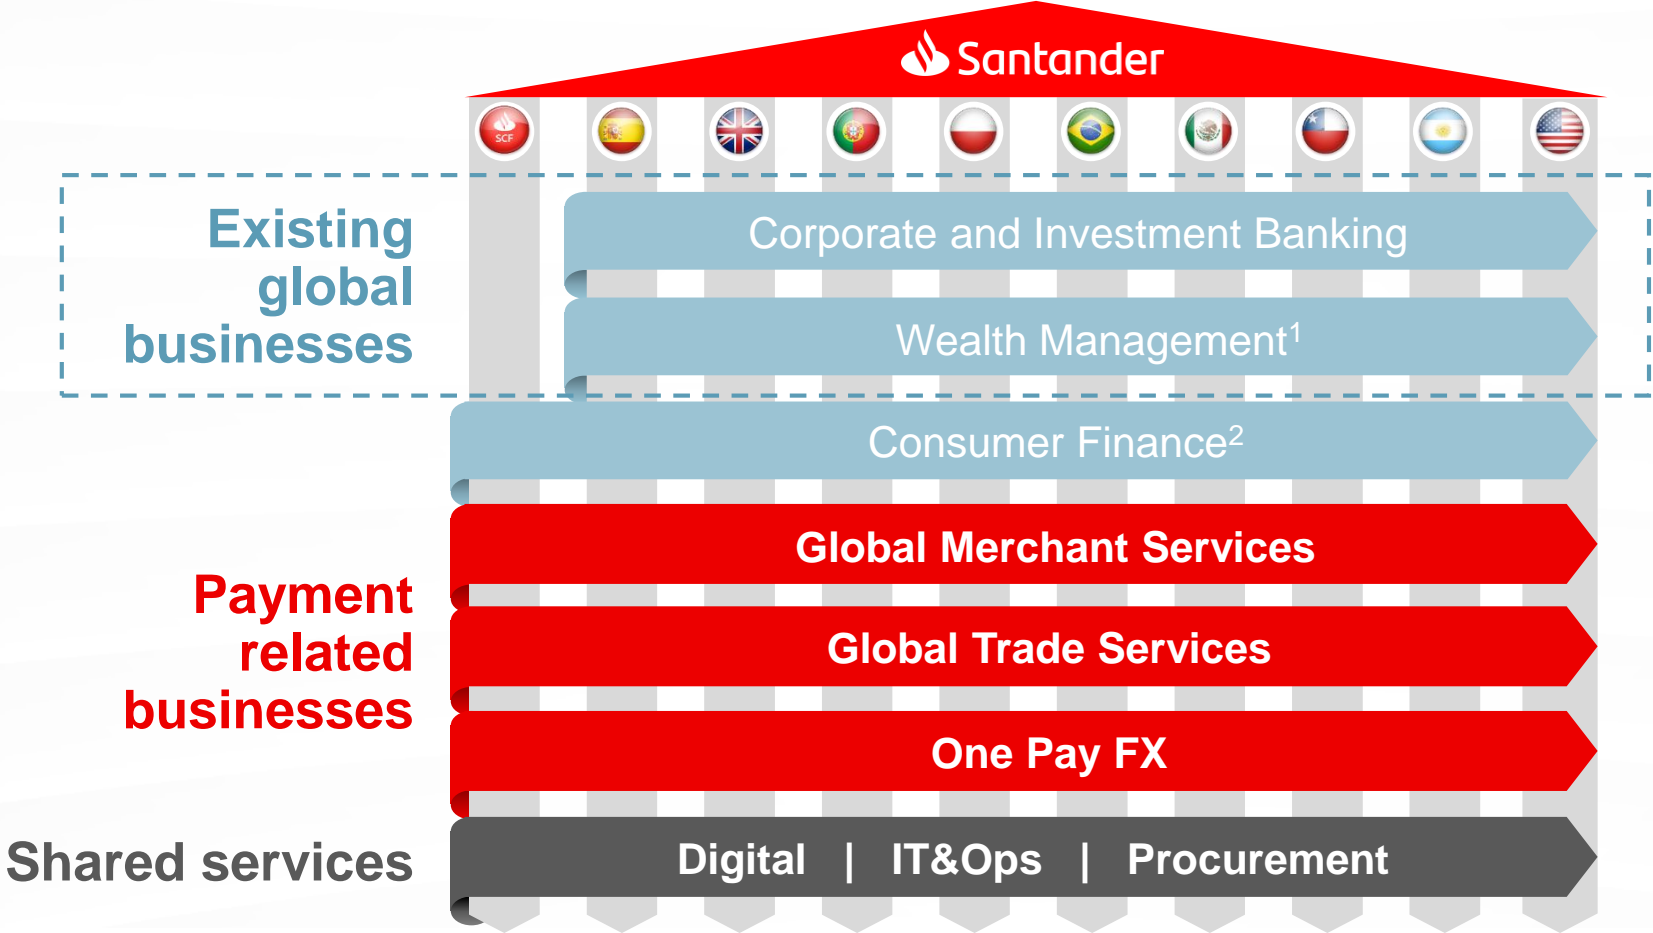 Santander
SCF
Existing
global
businesses
Corporate and Investment Banking
Wealth Management1
Consumer Finance2
Payment
related
businesses
Global Merchant Services
Global Trade Services
One Pay FX
Shared services
Digital | IT&Ops | Procurement